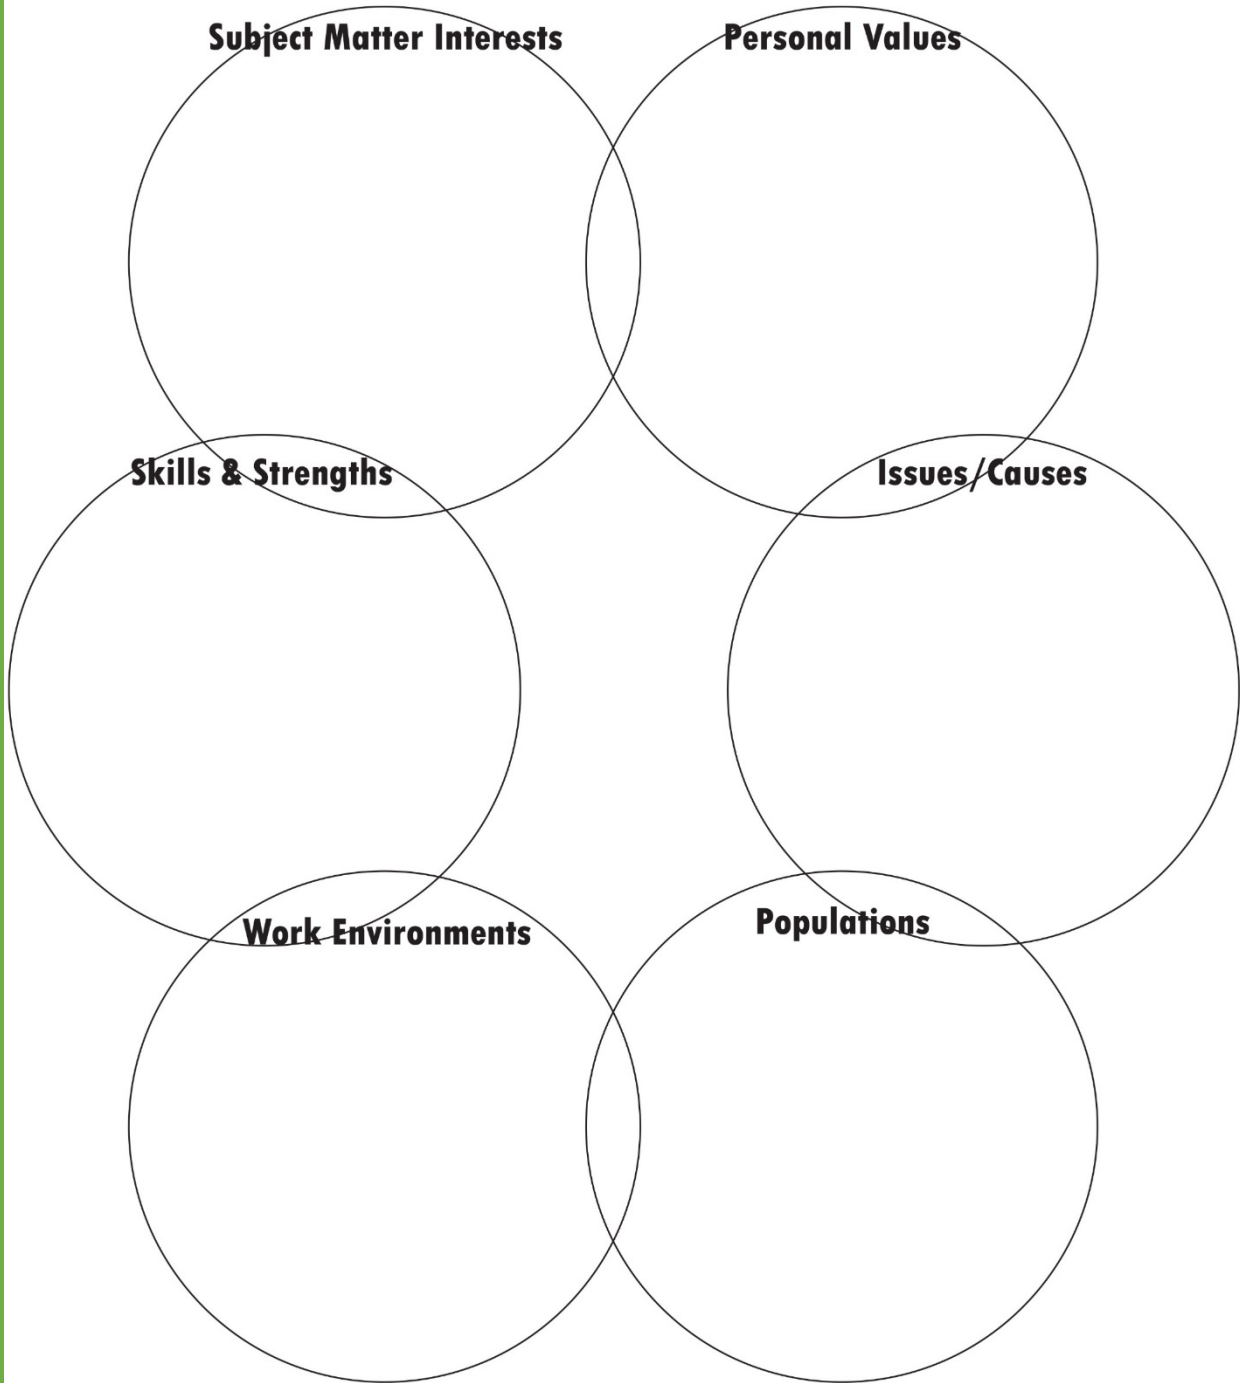 Subject Matter Interests
Personal Values
Skills & Strengths
Issues/Causes
Work Environments
Populations